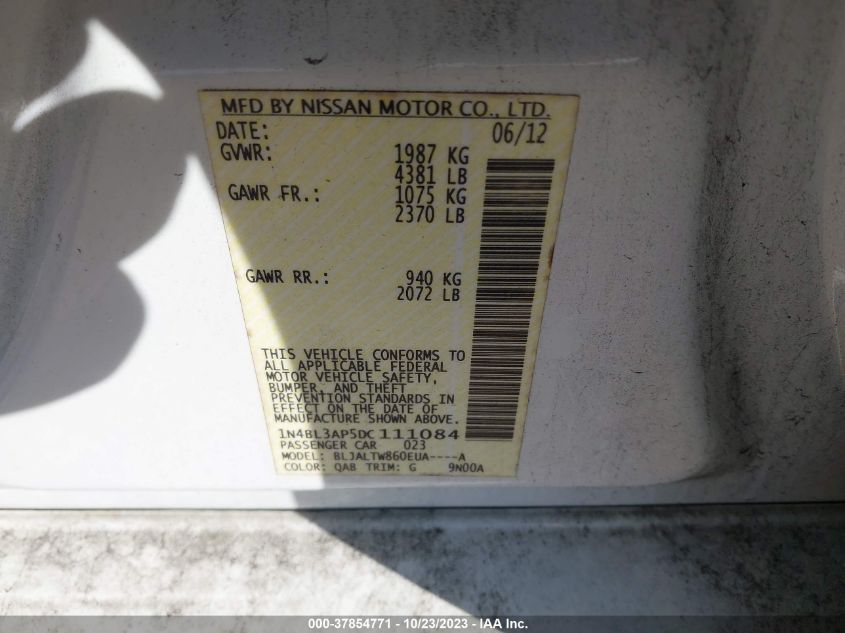 MFD BY NISSAN MOTOR CO., LTD.
DATE: 06/12
GVWR: 1987 KG
4381 LB
GAWR FR.: 1075 KG
2370 LB
GAWR RR.: 940 KG
2072 LB
THIS VEHICLE CONFORMS TO
ALL APPLICABLE FEDERAL
MOTOR VEHICLE SAFETY,
BUMPER, AND THEFT
PREVENTION STANDARDS IN
EFFECT ON THE DATE OF
MANUFACTURE SHOWN ABOVE.
1N4BL3AP5DC 111084
PASSENGER CAR 023
MODEL: BLJALTW860EUA----A
COLOR: QAB TRIM: G 9N00A
000-37854771 - 10/23/2023 - IAA Inc.